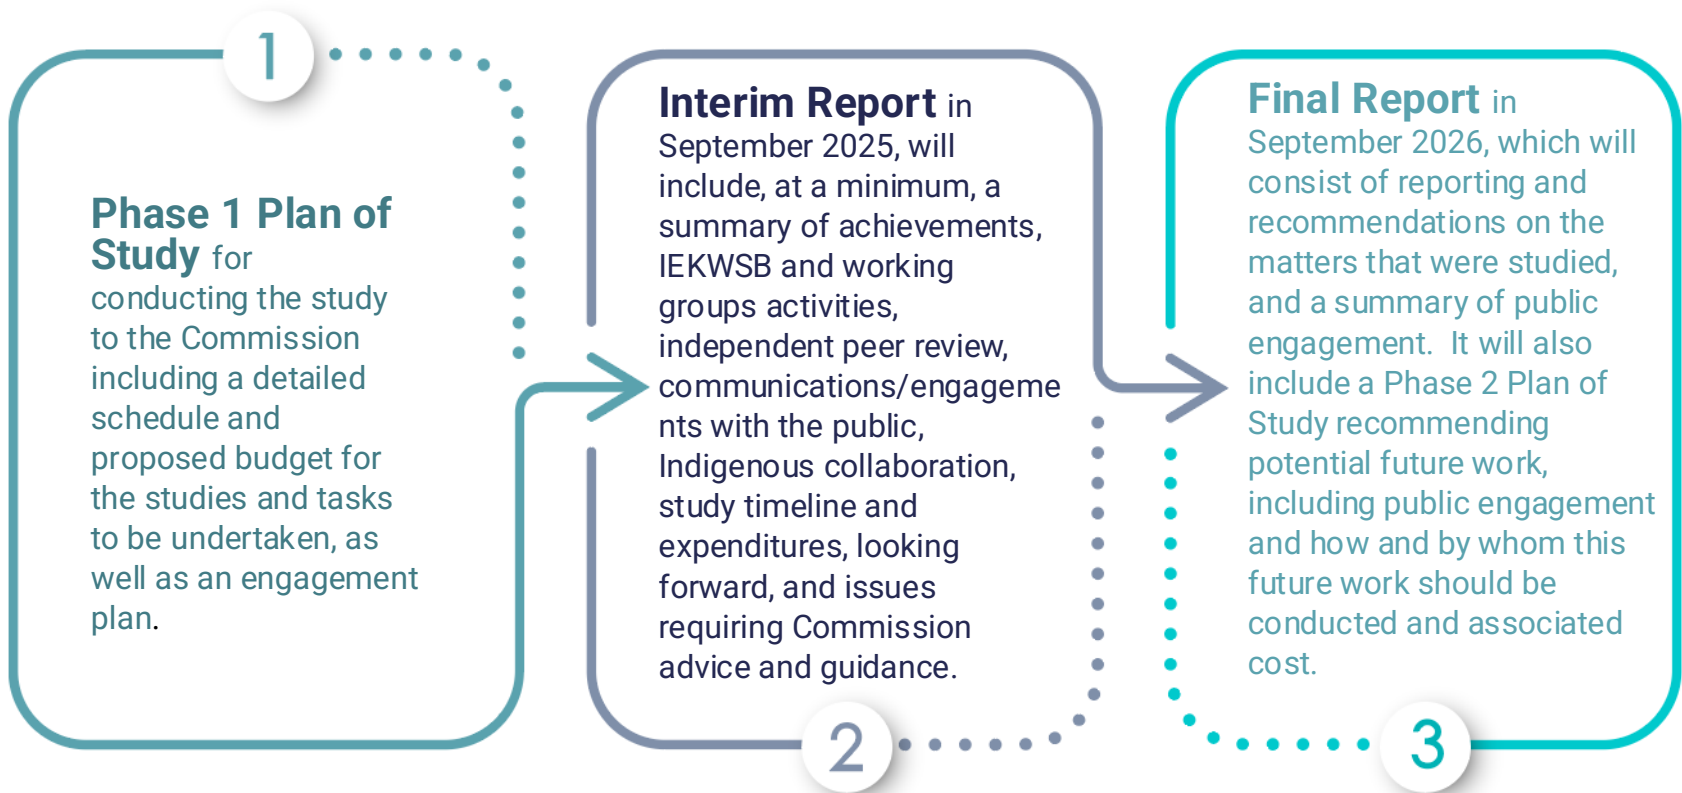 1
Phase 1 Plan of
Study for
conducting the study
to the Commission
including a detailed
schedule and
proposed budget for
the studies and tasks
to be undertaken, as
well as an engagement
plan.
Interim Report in
September 2025, will
include, at a minimum, a
summary of achievements,
IEKWSB and working
groups activities,
independent peer review,
communications/engageme
nts with the public,
Indigenous collaboration,
study timeline and
expenditures, looking
forward, and issues
requiring Commission
advice and guidance.
2
Final Report in
September 2026, which will
consist of reporting and
recommendations on the
matters that were studied,
and a summary of public
engagement.  It will also
include a Phase 2 Plan of
Study recommending
potential future work,
including public engagement
and how and by whom this
future work should be
conducted and associated
cost.
3